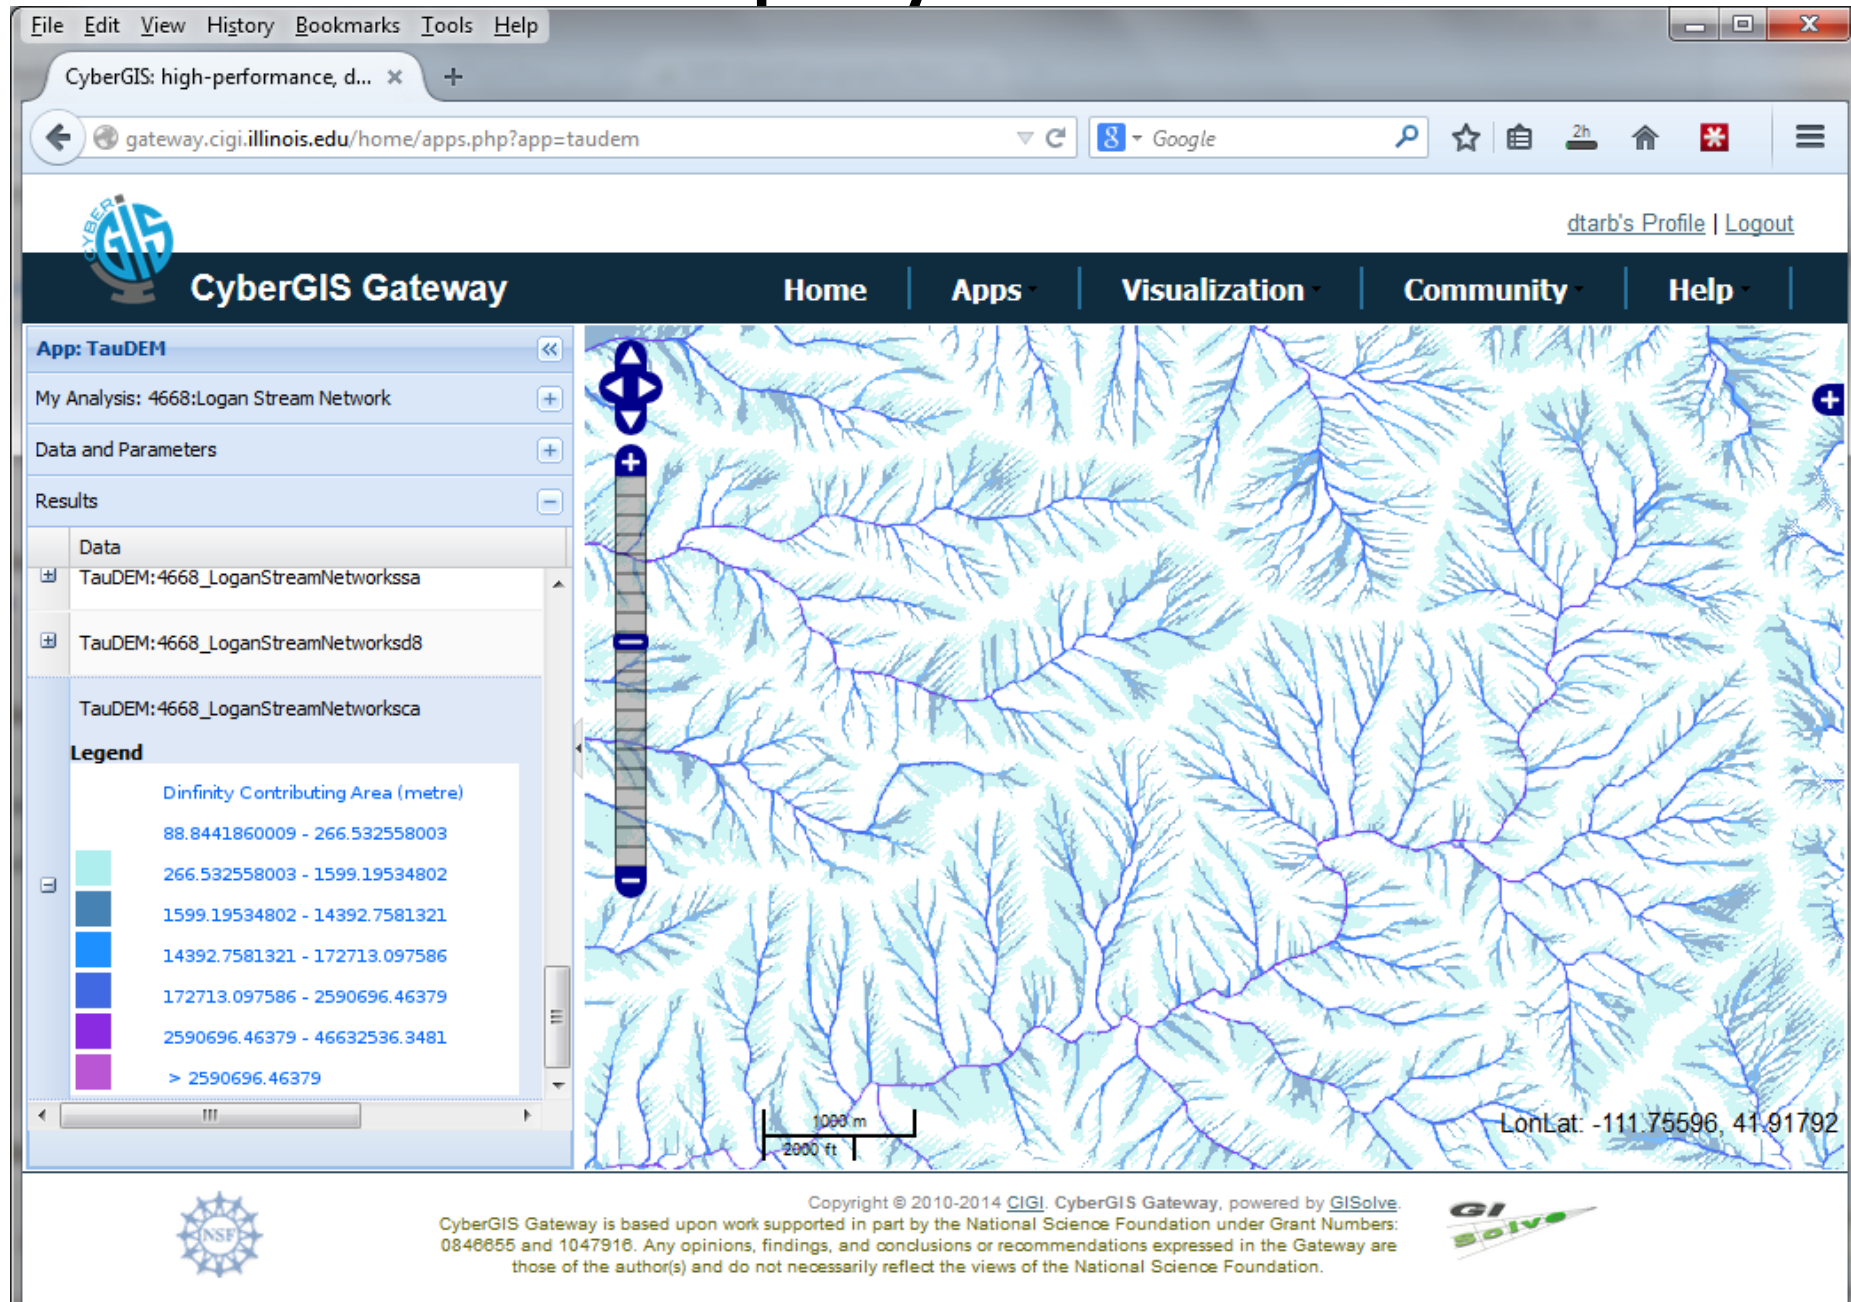 File Edit View History Bookmarks Tools Help
CyberGIS: high-performance, d...
gateway.cigi.illinois.edu/home/apps.php?app=taudem
Google
2h
CYBER
GIS
dtarb's Profile | Logout
CyberGIS Gateway
Home Apps Visualization Community Help
App: TauDEM
My Analysis: 4668:Logan Stream Network
Data and Parameters
Results
Data
TauDEM:4668_LoganStreamNetworkssa
TauDEM:4668_LoganStreamNetworksd8
TauDEM:4668_LoganStreamNetworksca
Legend
Dinfinity Contributing Area (metre)
88.8441860009 - 266.532558003
266.532558003 - 1599.19534802
1599.19534802 - 14392.7581321
14392.7581321 - 172713.097586
172713.097586 - 2590696.46379
2590696.46379 - 46632536.3481
> 2590696.46379
1000 m
2000 ft
LonLat: -111.75596, 41.91792
NSF
Copyright © 2010-2014 CIGI. CyberGIS Gateway, powered by GISolve.
CyberGIS Gateway is based upon work supported in part by the National Science Foundation under Grant Numbers:
0846655 and 1047916. Any opinions, findings, and conclusions or recommendations expressed in the Gateway are
those of the author(s) and do not necessarily reflect the views of the National Science Foundation.
GI
Solve